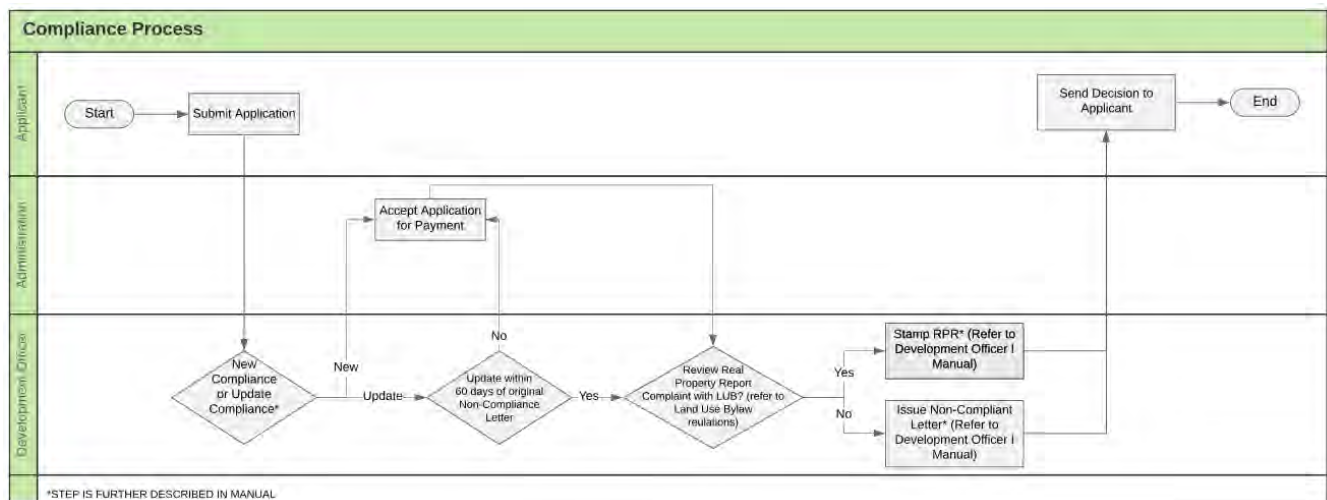 Compliance Process
Applicant
Start
Submit Application
Send Decision to
Applicant
End
Administration
Accept Application
for Payment
Development Officer
New
Compliance
or Update
Compliance*
New
Update
No
Update within
60 days of original
Non-Compliance
Letter
Yes
Review Real
Property Report
Complaint with LUB? (refer to
Land Use Bylaw
reulations)
Yes
No
Stamp RPR* (Refer to
Development Officer I
Manual)
Issue Non-Compliant
Letter* (Refer to
Development Officer I
Manual)
*STEP IS FURTHER DESCRIBED IN MANUAL